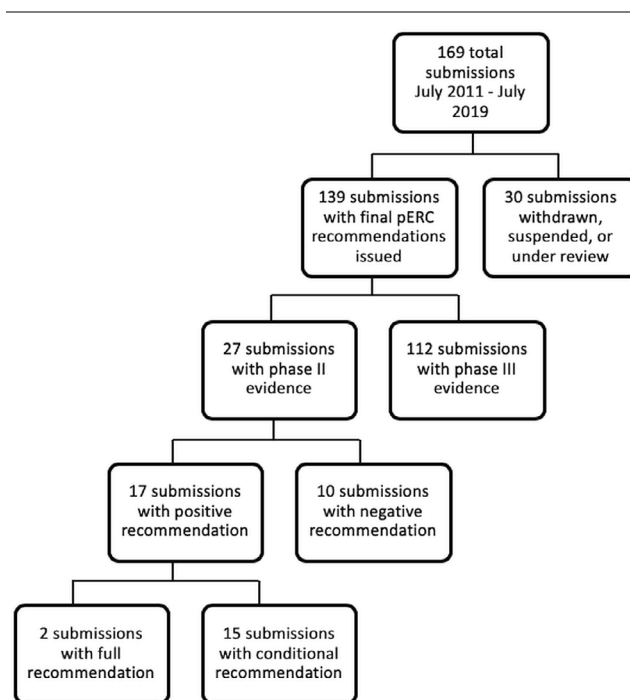 169 total
submissions
July 2011 - July
2019
139 submissions
with final pERC
recommendations
issued
30 submissions
withdrawn,
suspended, or
under review
27 submissions
with phase II
evidence
112 submissions
with phase III
evidence
17 submissions
with positive
recommendation
10 submissions
with negative
recommendation
2 submissions
with full
recommendation
15 submissions
with conditional
recommendation